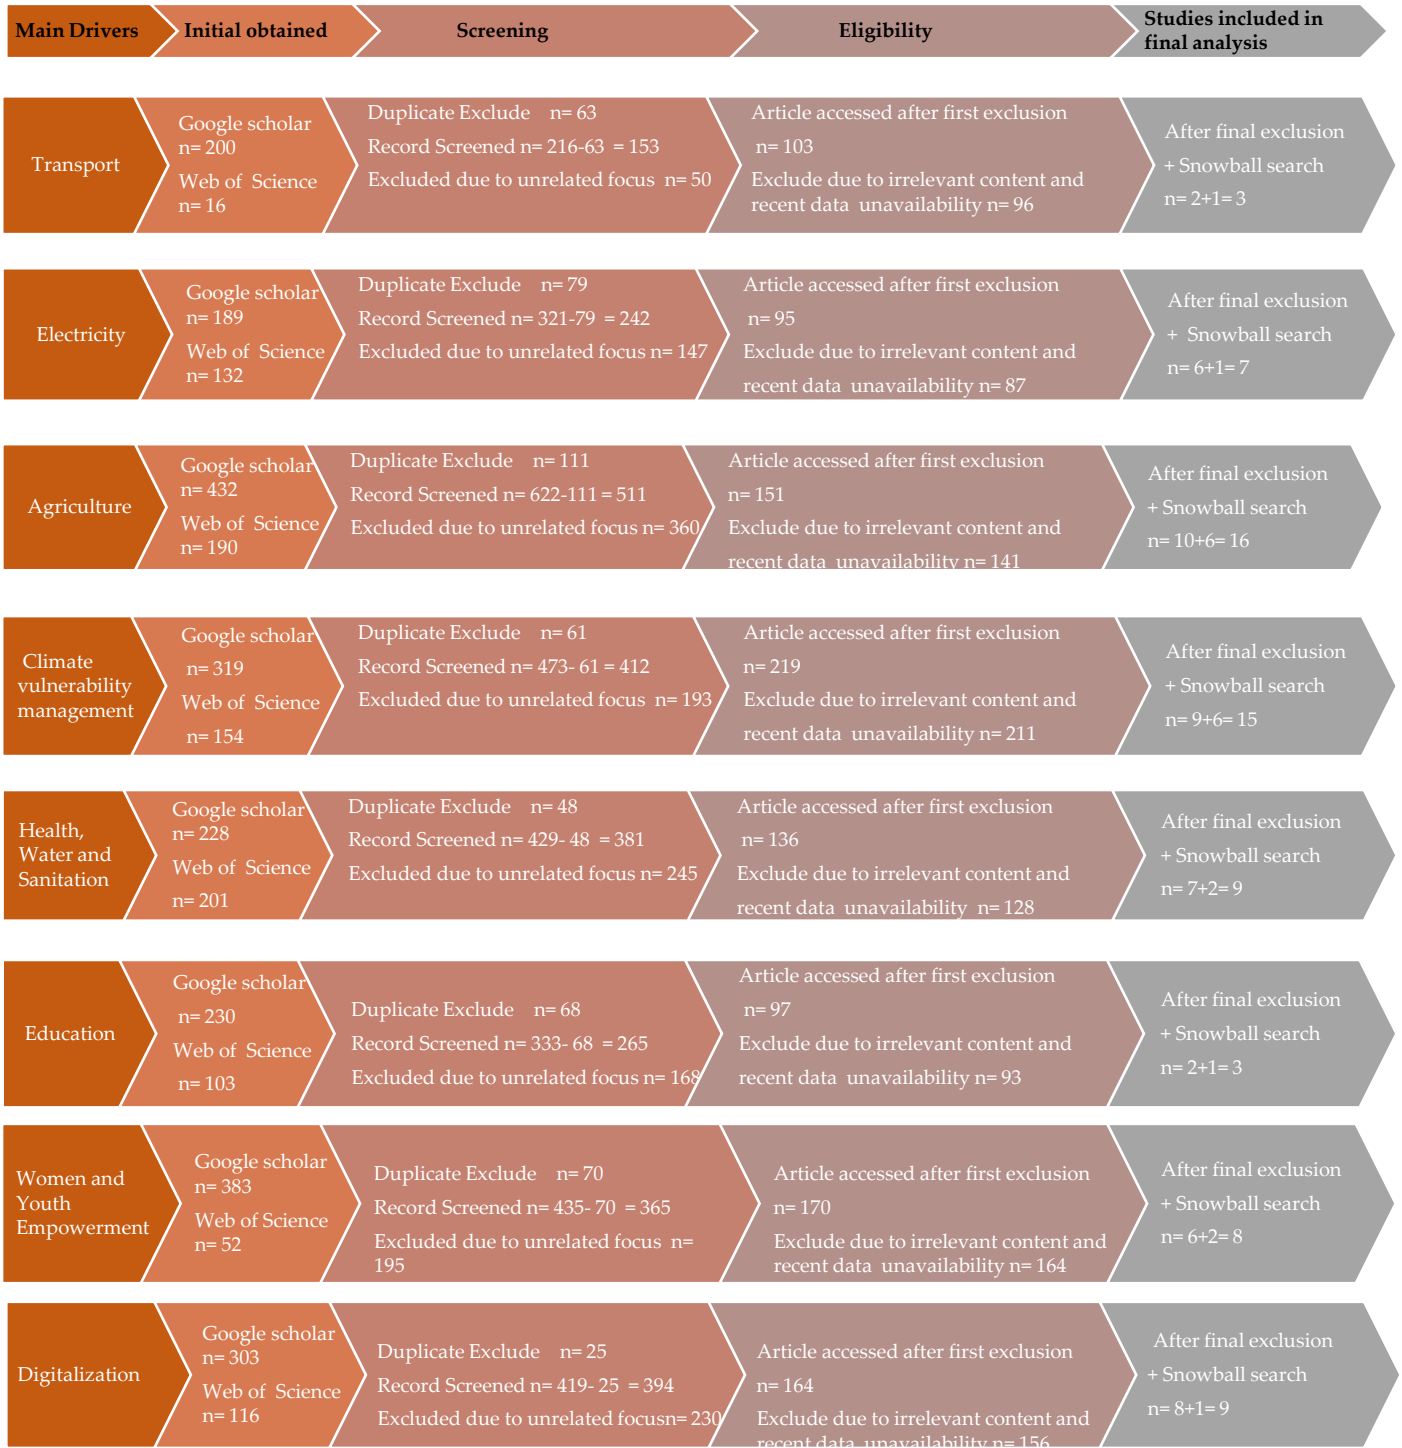 Main Drivers
Initial obtained
Screening
Eligibility
Studies included in
final analysis
Transport
Google scholar
n= 200
Web of Science
n= 16
Duplicate Exclude n= 63
Record Screened n= 216-63 = 153
Excluded due to unrelated focus n= 50
Article accessed after first exclusion
n= 103
Exclude due to irrelevant content and
recent data unavailability n= 96
After final exclusion
+ Snowball search
n= 2+1= 3
Electricity
Google scholar
n= 189
Web of Science
n= 132
Duplicate Exclude n= 79
Record Screened n= 321-79 = 242
Excluded due to unrelated focus n= 147
Article accessed after first exclusion
n= 95
Exclude due to irrelevant content and
recent data unavailability n= 87
After final exclusion
+ Snowball search
n= 6+1= 7
Agriculture
Google scholar
n= 432
Web of Science
n= 190
Duplicate Exclude n= 111
Record Screened n= 622-111 = 511
Excluded due to unrelated focus n= 360
Article accessed after first exclusion
n= 151
Exclude due to irrelevant content and
recent data unavailability n= 141
After final exclusion
+ Snowball search
n= 10+6= 16
Climate
vulnerability
management
Google scholar
n= 319
Web of Science
n= 154
Duplicate Exclude n= 61
Record Screened n= 473- 61 = 412
Excluded due to unrelated focus n= 193
Article accessed after first exclusion
n= 219
Exclude due to irrelevant content and
recent data unavailability n= 211
After final exclusion
+ Snowball search
n= 9+6= 15
Health,
Water and
Sanitation
Google scholar
n= 228
Web of Science
n= 201
Duplicate Exclude n= 48
Record Screened n= 429- 48 = 381
Excluded due to unrelated focus n= 245
Article accessed after first exclusion
n= 136
Exclude due to irrelevant content and
recent data unavailability n= 128
After final exclusion
+ Snowball search
n= 7+2= 9
Education
Google scholar
n= 230
Web of Science
n= 103
Duplicate Exclude n= 68
Record Screened n= 333- 68 = 265
Excluded due to unrelated focus n= 168
Article accessed after first exclusion
n= 97
Exclude due to irrelevant content and
recent data unavailability n= 93
After final exclusion
+ Snowball search
n= 2+1= 3
Women and
Youth
Empowerment
Google scholar
n= 383
Web of Science
n= 52
Duplicate Exclude n= 70
Record Screened n= 435- 70 = 365
Excluded due to unrelated focus n=
195
Article accessed after first exclusion
n= 170
Exclude due to irrelevant content and
recent data unavailability n= 164
After final exclusion
+ Snowball search
n= 6+2= 8
Digitalization
Google scholar
n= 303
Web of Science
n= 116
Duplicate Exclude n= 25
Record Screened n= 419- 25 = 394
Excluded due to unrelated focusn= 230
Article accessed after first exclusion
n= 164
Exclude due to irrelevant content and
recent data unavailability n= 156
After final exclusion
+ Snowball search
n= 8+1= 9